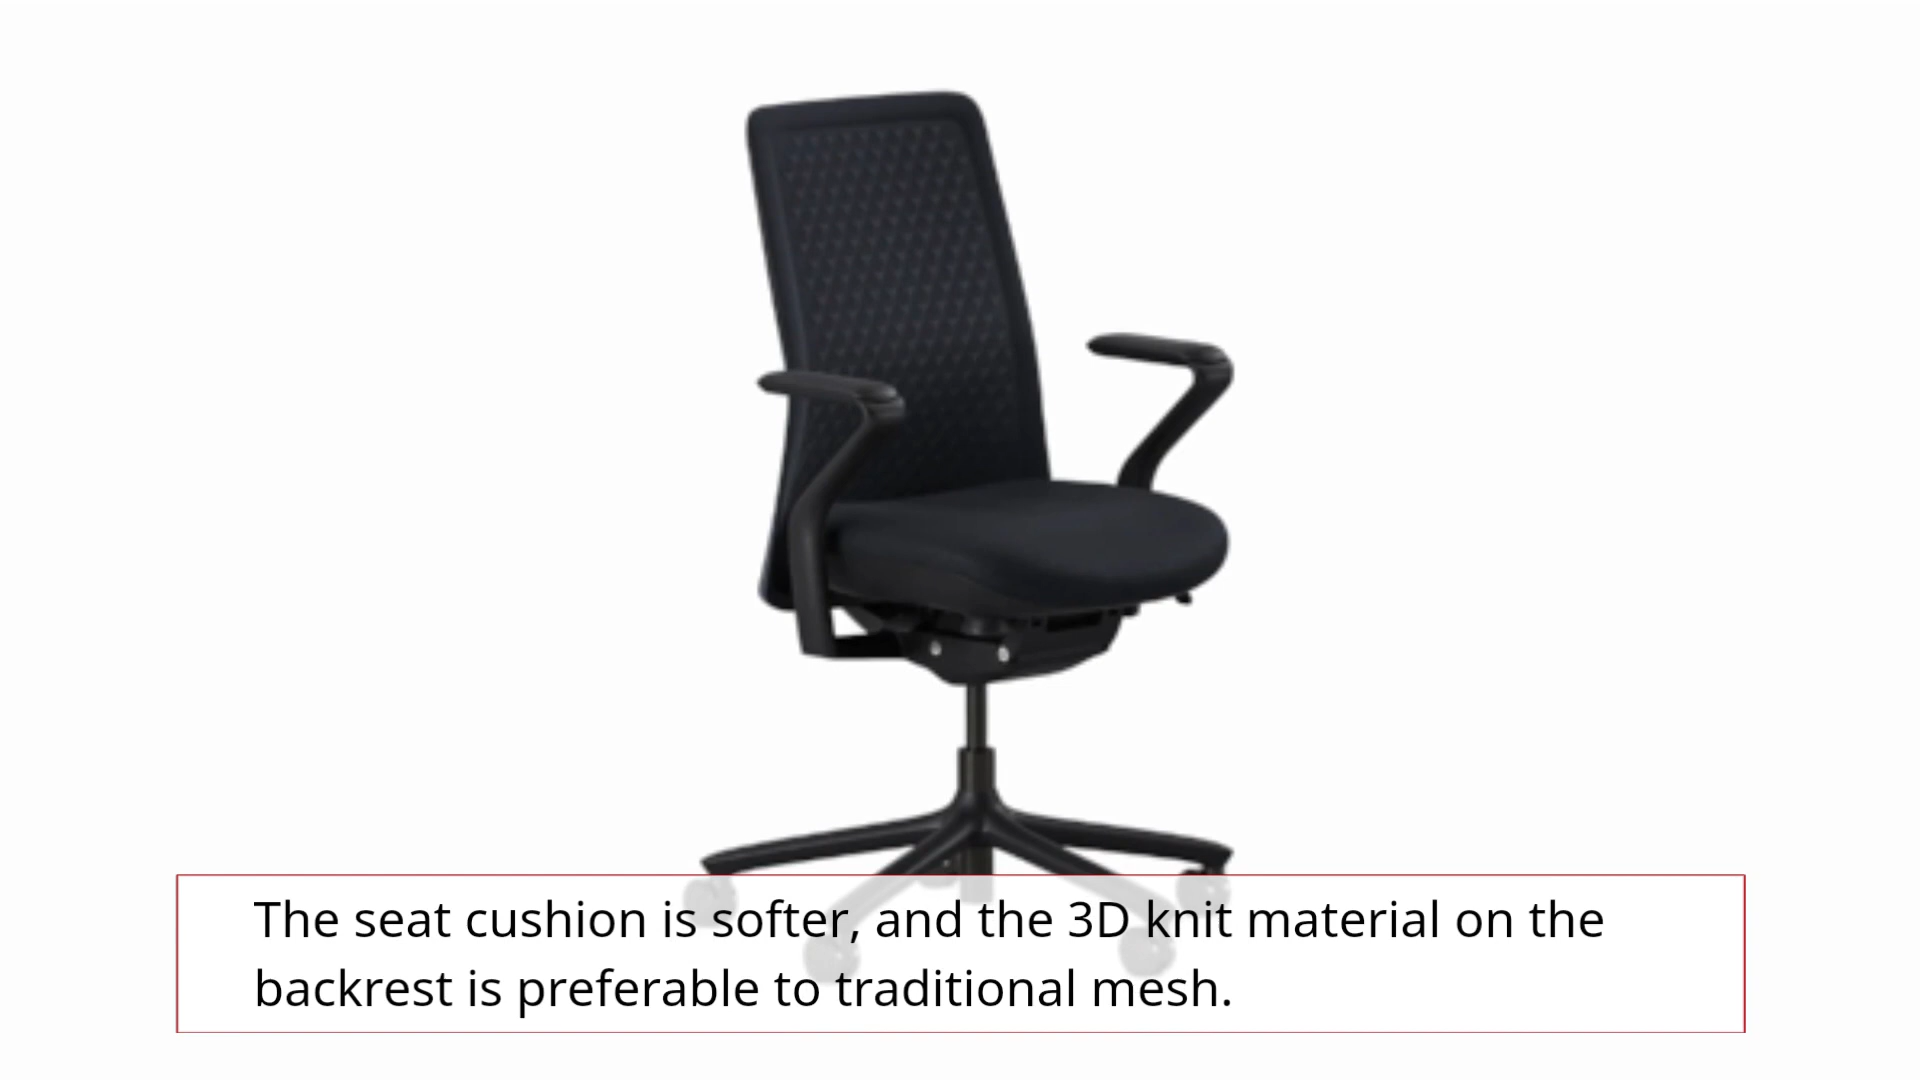 The seat cushion is softer, and the 3D knit material on the
backrest is preferable to traditional mesh.